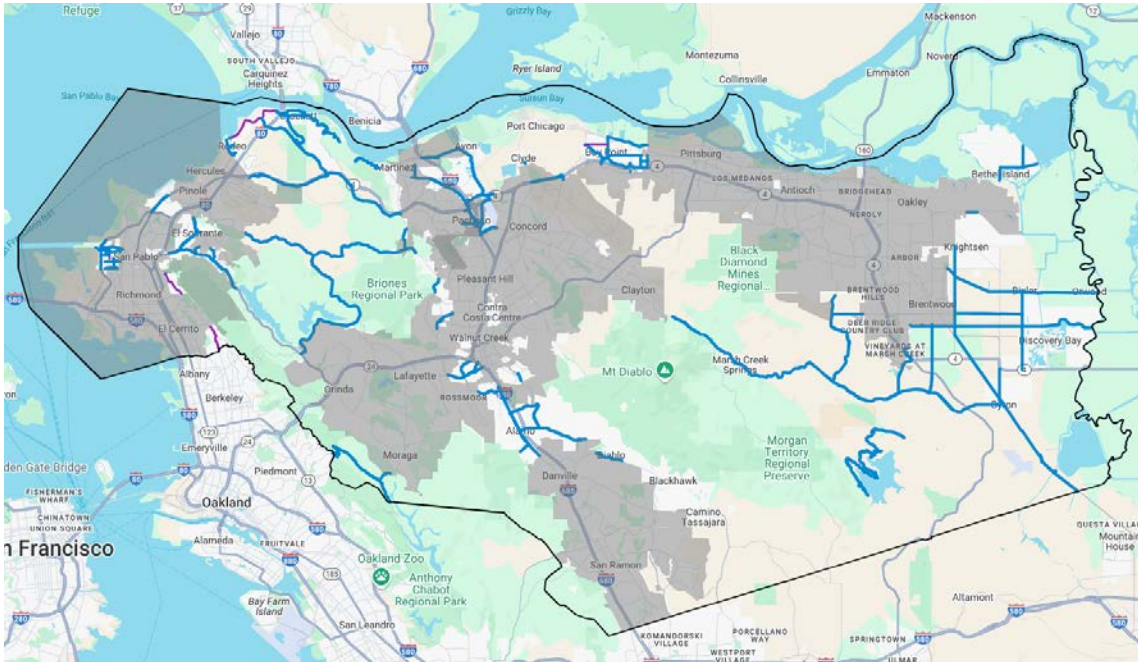 Refuge
Grizzly Bay
Mackenson
Vallejo
SOUTH VALLEJO
Carquinez
Heights
Montezuma
Ryer Island
Collinsville
Emmaton
San Pablo Bay
Suisun Bay
Benicia
Port Chicago
Rodeo
Hercules
Avon
Clyde
Bay Point
Pittsburg
LOS MEDANOS
Antioch
BRIDGEHEAD
Oakley
NEROLY
Bethel Island
Martinez
Pinole
Pacheco
Concord
El Sobrante
San Pablo
Richmond
El Cerrito
Pleasant Hill
Contra
Costa Centre
Walnut Creek
Briones
Regional Park
Clayton
Black
Diamond
Mines
Regional...
Knightsen
ARBOR
BRENTWOOD
HILLS
Brentwood
DEER RIDGE
COUNTRY CLUB
VINEYARDS AT
MARSH CREEK
Discovery Bay
Byron
Marsh Creek
Springs
Mt Diablo
Albany
Berkeley
Orinda
Lafayette
ROSSMOOR
Alamo
Diablo
Danville
Blackhawk
Camino
Tassajara
Morgan
Territory
Regional
Preserve
Moraga
Emeryville
Piedmont
Oakland
den Gate Bridge
FISHERMAN'S
WHARF
CHINATOWN
UNION SQUARE
n Francisco
Alameda
FRUITVALE
Oakland Zoo
Anthony
Chabot
Regional Park
Bay Farm
Island
San Leandro
San Ramon
QUESTA VILLAGE
Mountain
House
Altamont
KOMANDORSKI
VILLAGE
PORCELLANO
WAY
WESTPORT
VILLAGE
SPRINGTOWN
ULMAR